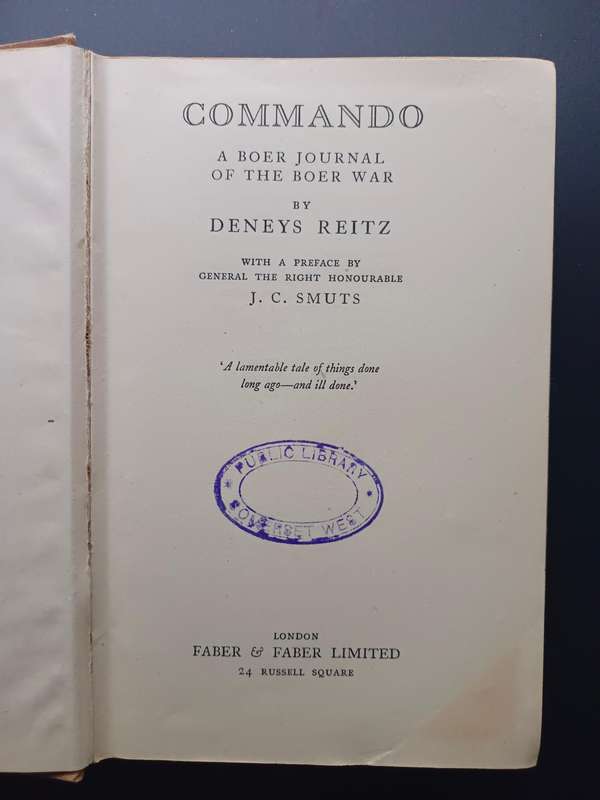 COMMANDO
A BOER JOURNAL
OF THE BOER WAR
BY
DENEYS REITZ
WITH A PREFACE BY
GENERAL THE RIGHT HONOURABLE
J. C. SMUTS
‘A lamentable tale of things done
long ago—and ill done.’
PUBLIC LIBRARY
SOMERSET WEST
LONDON
FABER & FABER LIMITED
24 RUSSELL SQUARE